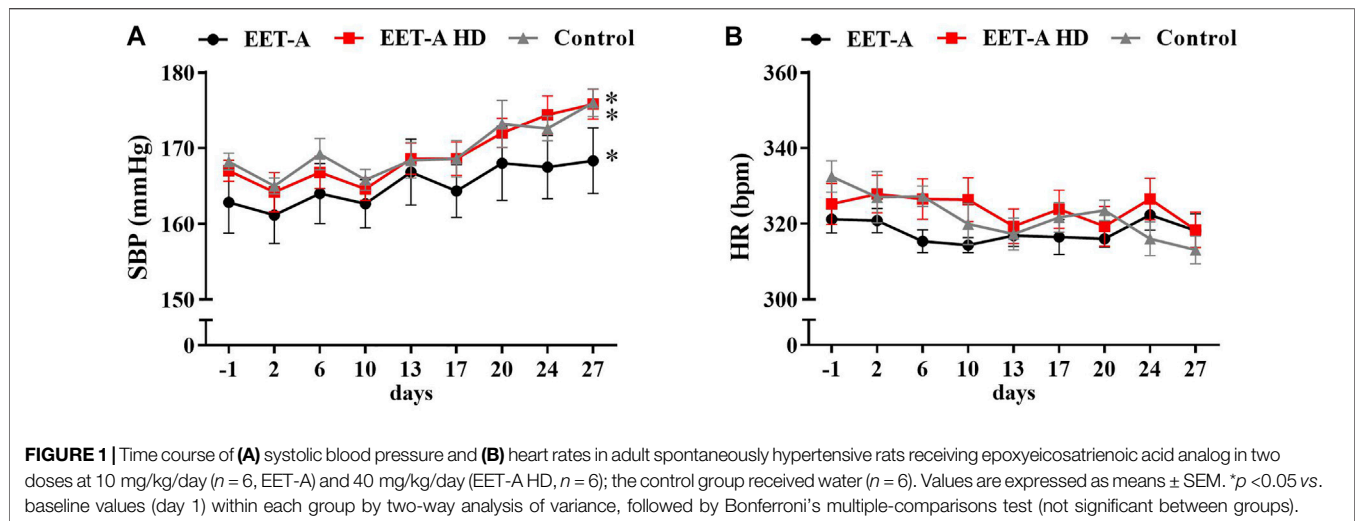 A
EET-A EET-A HD Control
SBP (mmHg)
180
170
160
150
0
*
*
*
-1 2 6 10 13 17 20 24 27
days
B
EET-A EET-A HD Control
HR (bpm)
360
340
320
300
0
-1 2 6 10 13 17 20 24 27
days
FIGURE 1 | Time course of (A) systolic blood pressure and (B) heart rates in adult spontaneously hypertensive rats receiving epoxyeicosatrienoic acid analog in two
doses at 10 mg/kg/day (n = 6, EET-A) and 40 mg/kg/day (EET-A HD, n = 6); the control group received water (n = 6). Values are expressed as means ± SEM. *p <0.05 vs.
baseline values (day 1) within each group by two-way analysis of variance, followed by Bonferroni’s multiple-comparisons test (not significant between groups).